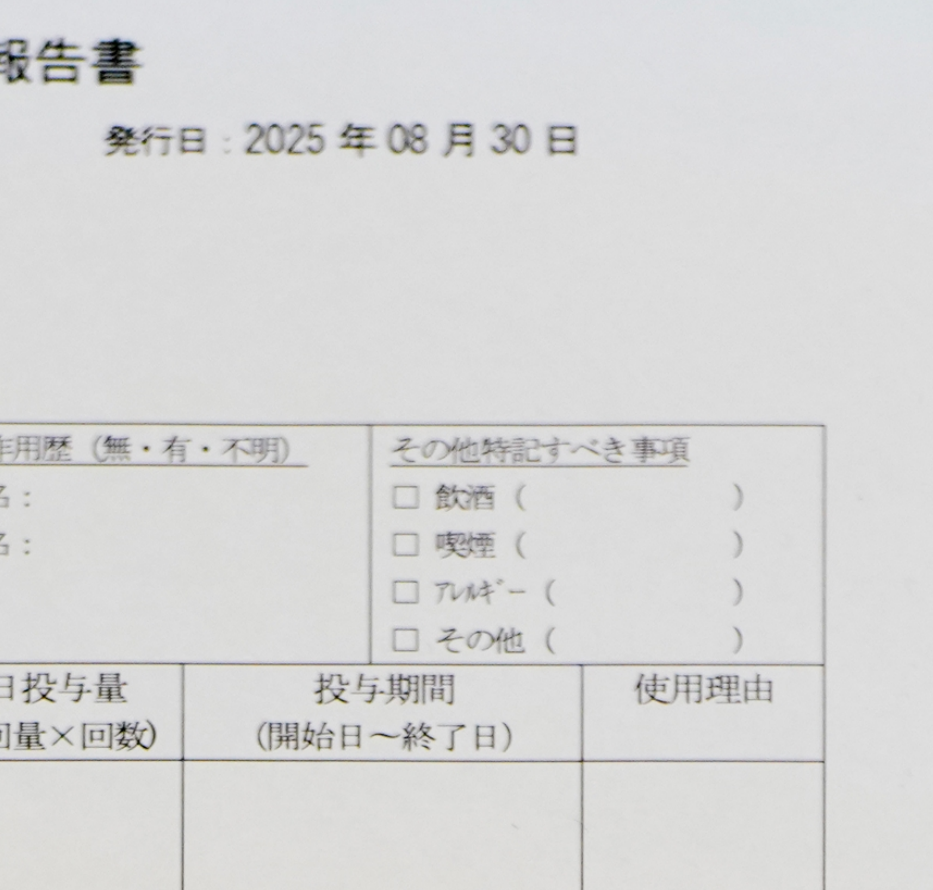 報告書
発行日：2025 年 08 月 30 日
作用歴（無・有・不明）
名：
名：
その他特記すべき事項
□ 飲酒（　　　　　　　）
□ 喫煙（　　　　　　　）
□ ｱﾚﾙｷﾞｰ（　　　　　　）
□ その他（　　　　　　）
日投与量
回量×回数）
投与期間
（開始日～終了日）
使用理由